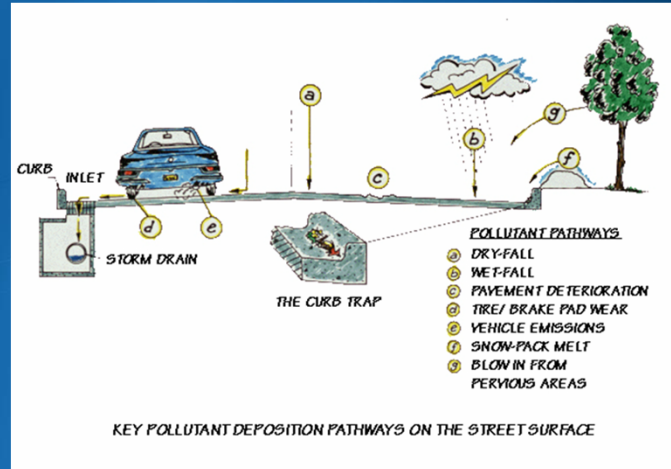 a
b
g
f
c
CURB
INLET
d
e
STORM DRAIN
THE CURB TRAP
POLLUTANT PATHWAYS
a DRY-FALL
b WET-FALL
c PAVEMENT DETERIORATION
d TIRE/ BRAKE PAD WEAR
e VEHICLE EMISSIONS
f SNOW-PACK MELT
g BLOW IN FROM
PERVIOUS AREAS
KEY POLLUTANT DEPOSITION PATHWAYS ON THE STREET SURFACE